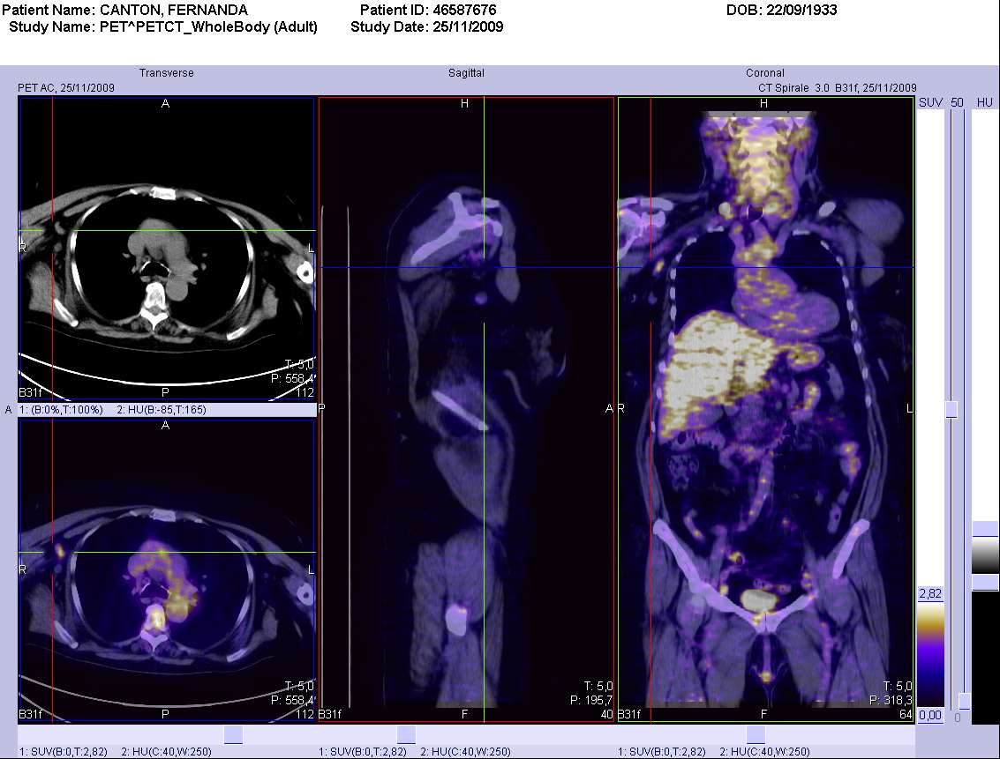 Patient Name: CANTON, FERNANDA Patient ID: 46587676 DOB: 22/09/1933
Study Name: PET^PETCT_WholeBody (Adult) Study Date: 25/11/2009
Transverse Sagittal Coronal
PET AC, 25/11/2009 CT Spirale 3.0 B31f, 25/11/2009
SUV 50 HU
A H H
R L
T: 5,0
P: 558,4
B31f P 112
A 1: (B:0%,T:100%) 2: HU(B:-85,T:165) P A R L
A
R L
2,82
T: 5,0 T: 5,0 T: 5,0
P: 558,4 P: 195,7 P: 318,3
B31f P 112 B31f F 40 B31f F 64 0,00 0
1: SUV(B:0,T:2,82) 2: HU(C:40,W:250) 1: SUV(B:0,T:2,82) 2: HU(C:40,W:250) 1: SUV(B:0,T:2,82) 2: HU(C:40,W:250)